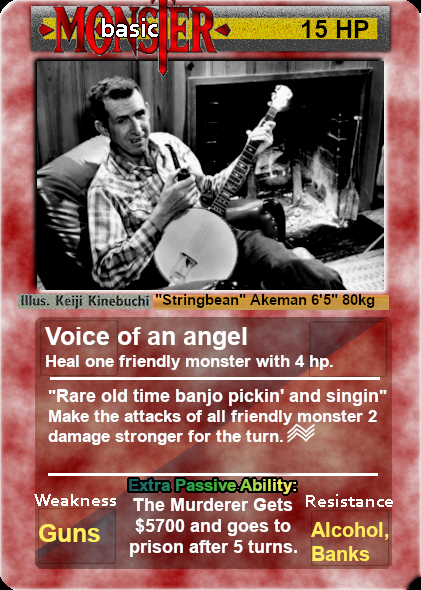 MONSTER
basic
15 HP
Illus. Keiji Kinebuchi "Stringbean" Akeman 6'5" 80kg
Voice of an angel
Heal one friendly monster with 4 hp.
"Rare old time banjo pickin' and singin"
Make the attacks of all friendly monster 2
damage stronger for the turn.
Extra Passive Ability:
Weakness
Guns
The Murderer Gets
$5700 and goes to
prison after 5 turns.
Resistance
Alcohol,
Banks